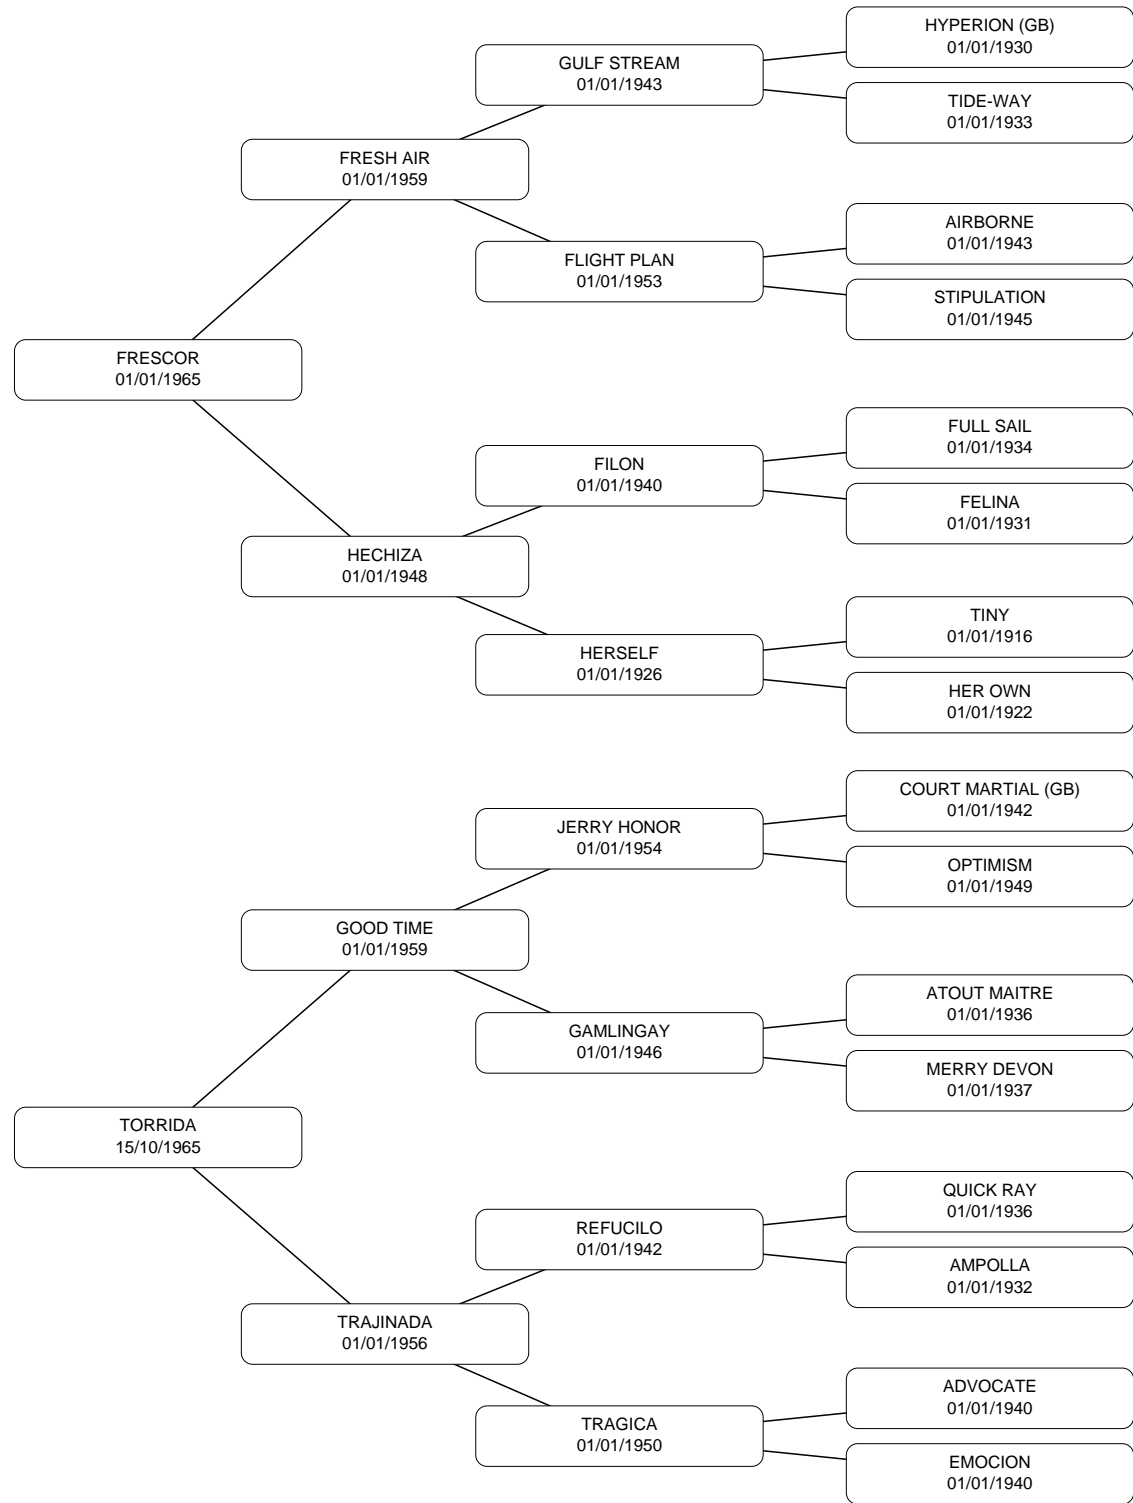 HYPERION (GB)
01/01/1930
GULF STREAM
01/01/1943
TIDE-WAY
01/01/1933
FRESH AIR
01/01/1959
AIRBORNE
01/01/1943
FLIGHT PLAN
01/01/1953
STIPULATION
01/01/1945
FRESCOR
01/01/1965
FULL SAIL
01/01/1934
FILON
01/01/1940
FELINA
01/01/1931
HECHIZA
01/01/1948
TINY
01/01/1916
HERSELF
01/01/1926
HER OWN
01/01/1922
COURT MARTIAL (GB)
01/01/1942
JERRY HONOR
01/01/1954
OPTIMISM
01/01/1949
GOOD TIME
01/01/1959
ATOUT MAITRE
01/01/1936
GAMLINGAY
01/01/1946
MERRY DEVON
01/01/1937
TORRIDA
15/10/1965
QUICK RAY
01/01/1936
REFUCILO
01/01/1942
AMPOLLA
01/01/1932
TRAJINADA
01/01/1956
ADVOCATE
01/01/1940
TRAGICA
01/01/1950
EMOCION
01/01/1940